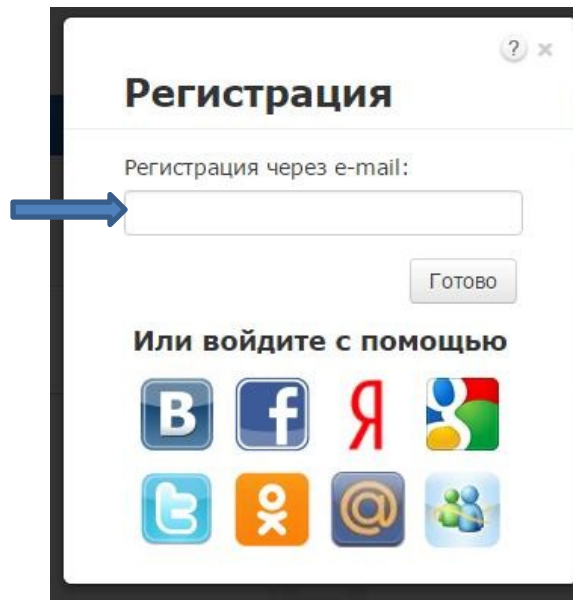 ?
Регистрация
Регистрация через e-mail:
Готово
Или войдите с помощью
В f Я g
t @